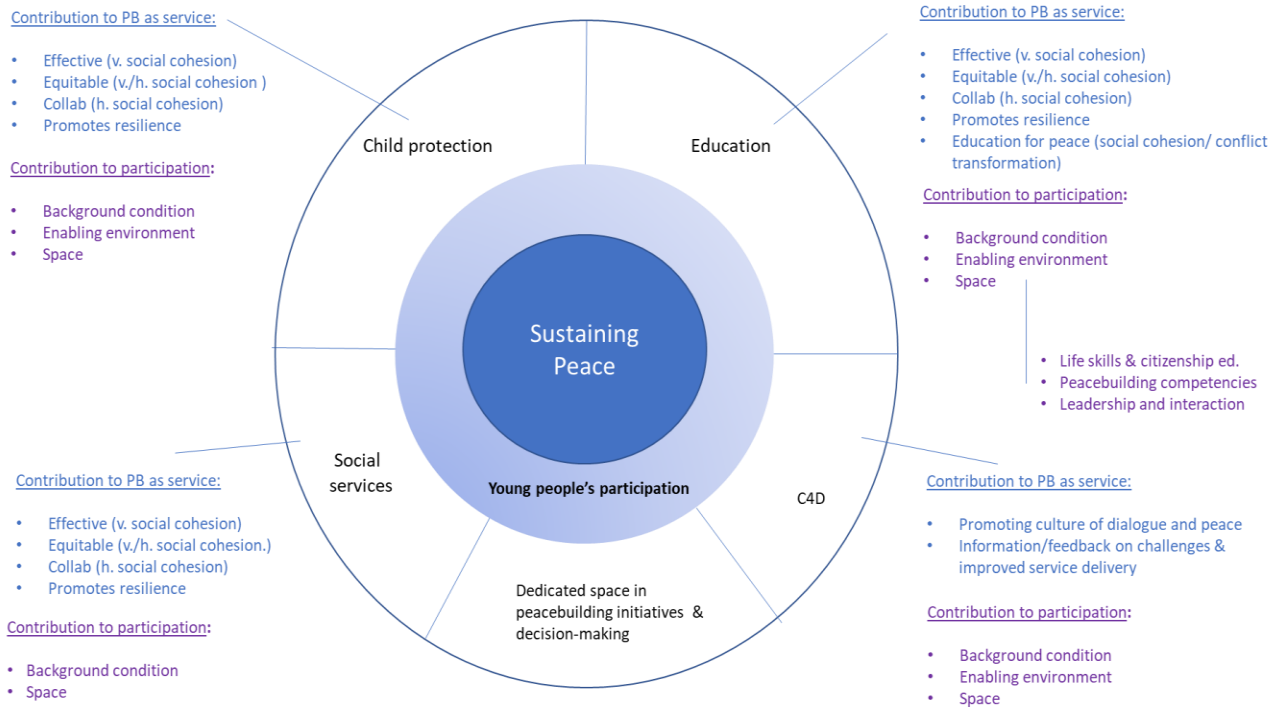 Contribution to PB as service:
• Effective (v. social cohesion)
• Equitable (v./h. social cohesion )
• Collab (h. social cohesion)
• Promotes resilience
Contribution to participation:
• Background condition
• Enabling environment
• Space
Contribution to PB as service:
• Effective (v. social cohesion)
• Equitable (v./h. social cohesion)
• Collab (h. social cohesion)
• Promotes resilience
• Education for peace (social cohesion/ conflict
transformation)
Contribution to participation:
• Background condition
• Enabling environment
• Space
• Life skills & citizenship ed.
• Peacebuilding competencies
• Leadership and interaction
Child protection
Education
Sustaining
Peace
Young people's participation
Social
services
C4D
Dedicated space in
peacebuilding initiatives &
decision-making
Contribution to PB as service:
• Effective (v. social cohesion)
• Equitable (v./h. social cohesion.)
• Collab (h. social cohesion)
• Promotes resilience
Contribution to participation:
• Background condition
• Space
Contribution to PB as service:
• Promoting culture of dialogue and peace
• Information/feedback on challenges &
improved service delivery
Contribution to participation:
• Background condition
• Enabling environment
• Space